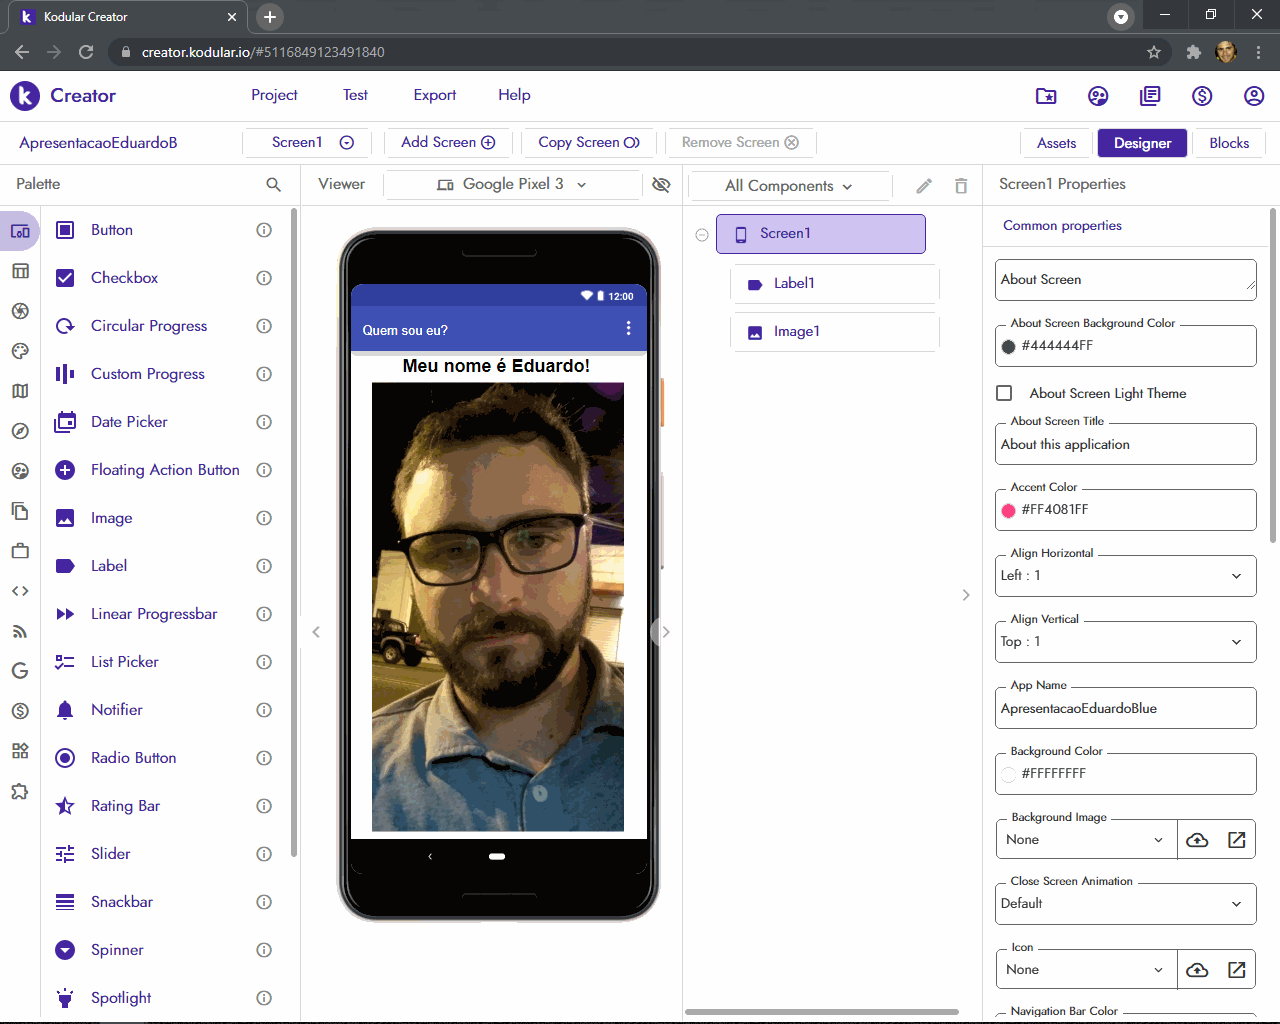 Kodular Creator
creator.kodular.io/#5116849123491840
Creator
Project
Test
Export
Help
ApresentacaoEduardoB
Screen1
Add Screen
Copy Screen
Remove Screen
Assets
Designer
Blocks
Palette
Viewer
Google Pixel 3
All Components
Screen1 Properties
Button
Checkbox
Circular Progress
Custom Progress
Date Picker
Floating Action Button
Image
Label
Linear Progressbar
List Picker
Notifier
Radio Button
Rating Bar
Slider
Snackbar
Spinner
Spotlight
12:00
Quem sou eu?
Meu nome é Eduardo!
Screen1
Label1
Image1
Common properties
About Screen
About Screen Background Color
#444444FF
About Screen Light Theme
About Screen Title
About this application
Accent Color
#FF4081FF
Align Horizontal
Left : 1
Align Vertical
Top : 1
App Name
ApresentacaoEduardoBlue
Background Color
#FFFFFFFF
Background Image
None
Close Screen Animation
Default
Icon
None
Navigation Bar Color